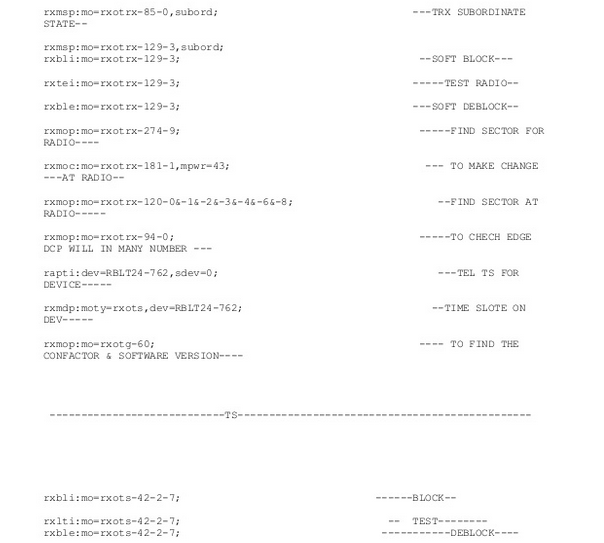 rxmsp:mo=rxotrx-85-0,subord; ---TRX SUBORDINATE
STATE--
rxmsp:mo=rxotrx-129-3,subord;
rxbli:mo=rxotrx-129-3; --SOFT BLOCK---
rxtei:mo=rxotrx-129-3; -----TEST RADIO--
rxble:mo=rxotrx-129-3; ---SOFT DEBLOCK--
rxmop:mo=rxotrx-274-9; -----FIND SECTOR FOR
RADIO----
rxmoc:mo=rxotrx-181-1,mpwr=43; --- TO MAKE CHANGE
---AT RADIO--
rxmop:mo=rxotrx-120-0&-1&-2&-3&-4&-6&-8; --FIND SECTOR AT
RADIO-----
rxmop:mo=rxotrx-94-0; -----TO CHECH EDGE
DCP WILL IN MANY NUMBER ---
rapti:dev=RBLT24-762,sdev=0; ---TEL TS FOR
DEVICE-----
rxmdp:moty=rxots,dev=RBLT24-762; --TIME SLOTE ON
DEV-----
rxmop:mo=rxotg-60; ---- TO FIND THE
CONFACTOR & SOFTWARE VERSION----
----------------------------TS-----------------------------------------------
rxbli:mo=rxots-42-2-7; ------BLOCK--
rxlti:mo=rxots-42-2-7; -- TEST--------
rxble:mo=rxots-42-2-7; -----------DEBLOCK----